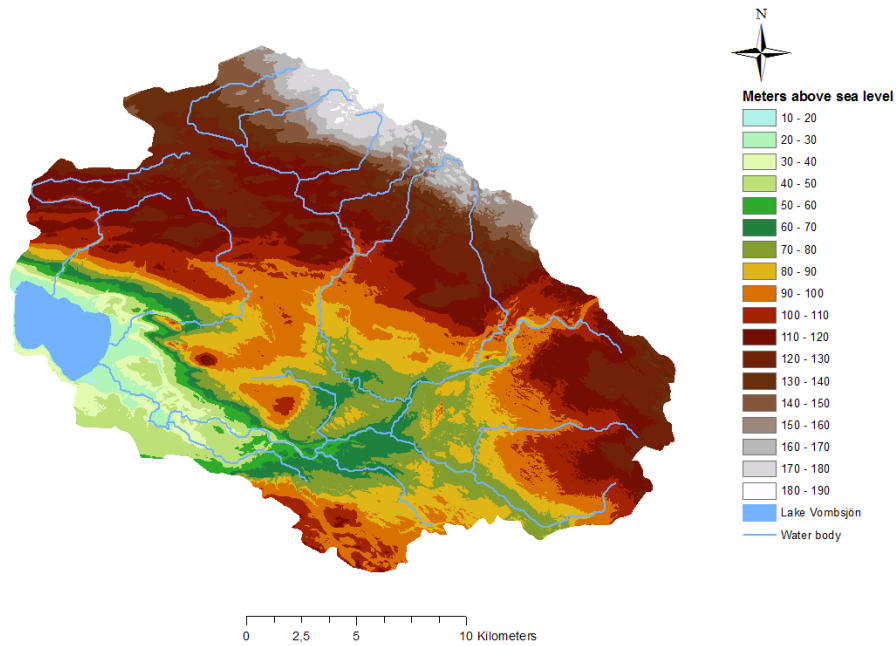 N
Meters above sea level
10 - 20
20 - 30
30 - 40
40 - 50
50 - 60
60 - 70
70 - 80
80 - 90
90 - 100
100 - 110
110 - 120
120 - 130
130 - 140
140 - 150
150 - 160
160 - 170
170 - 180
180 - 190
Lake Vombsjön
Water body
0 2,5 5 10 Kilometers